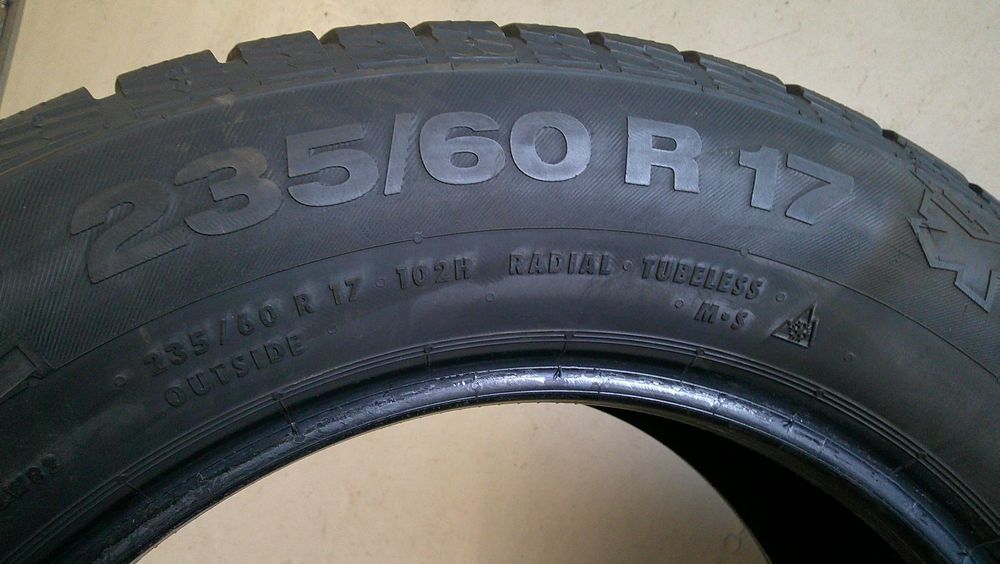 235/60 R 17
235/60 R 17 · 102H RADIAL · TUBELESS ·
OUTSIDE · M·S